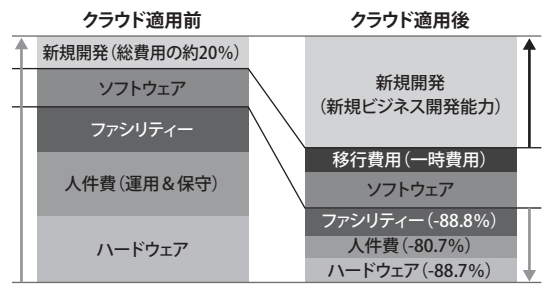 クラウド適用前
新規開発（総費用の約20%）
ソフトウェア
ファシリティー
人件費（運用＆保守）
ハードウェア
クラウド適用後
新規開発
（新規ビジネス開発能力）
移行費用（一時費用）
ソフトウェア
ファシリティー（-88.8%）
人件費（-80.7%）
ハードウェア（-88.7%）